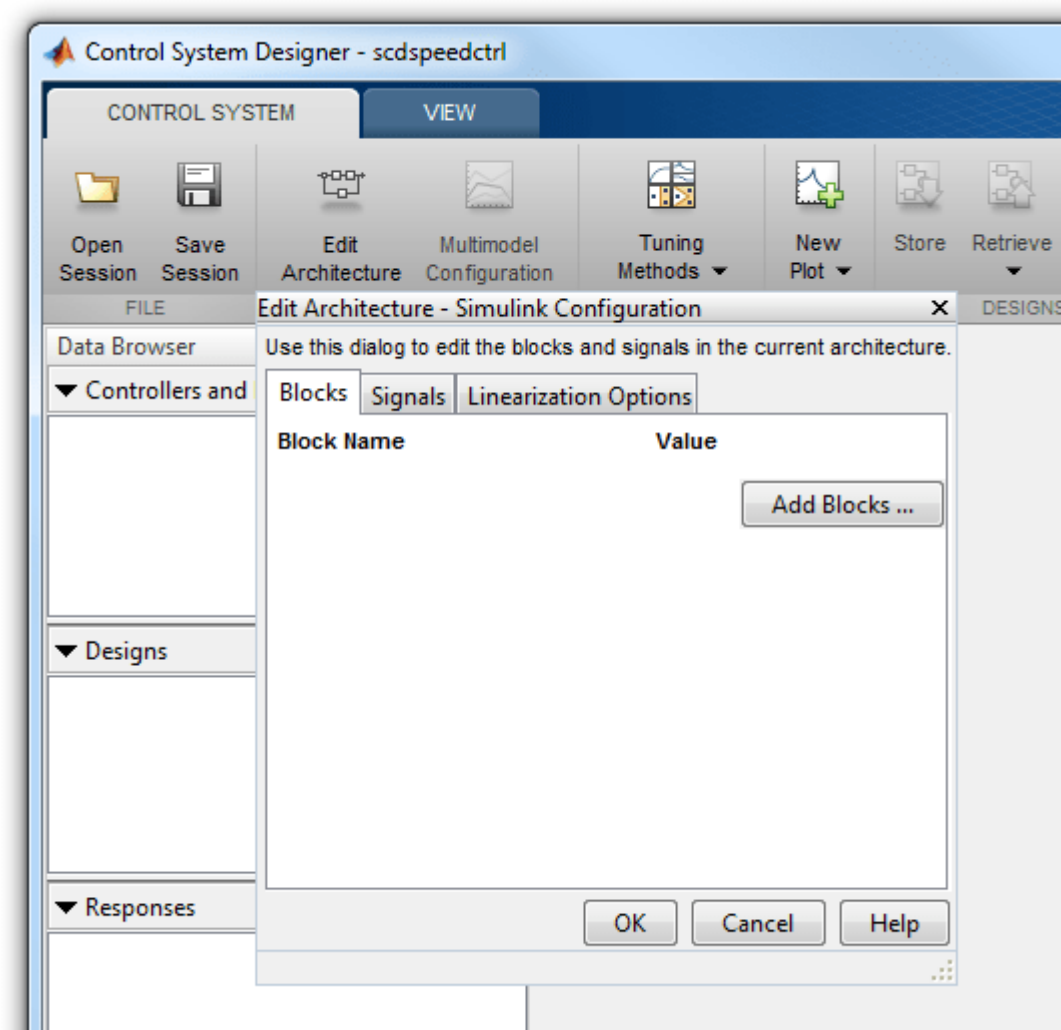 Control System Designer - scdspeedctrl
CONTROL SYSTEM VIEW
Open Save Edit Multimodel Tuning New Store Retrieve
Session Session Architecture Configuration Methods Plot
FILE DESIGNS
Edit Architecture - Simulink Configuration
Data Browser
Use this dialog to edit the blocks and signals in the current architecture.
Controllers and
Blocks Signals Linearization Options
Block Name Value
Add Blocks ...
Designs
Responses
OK Cancel Help